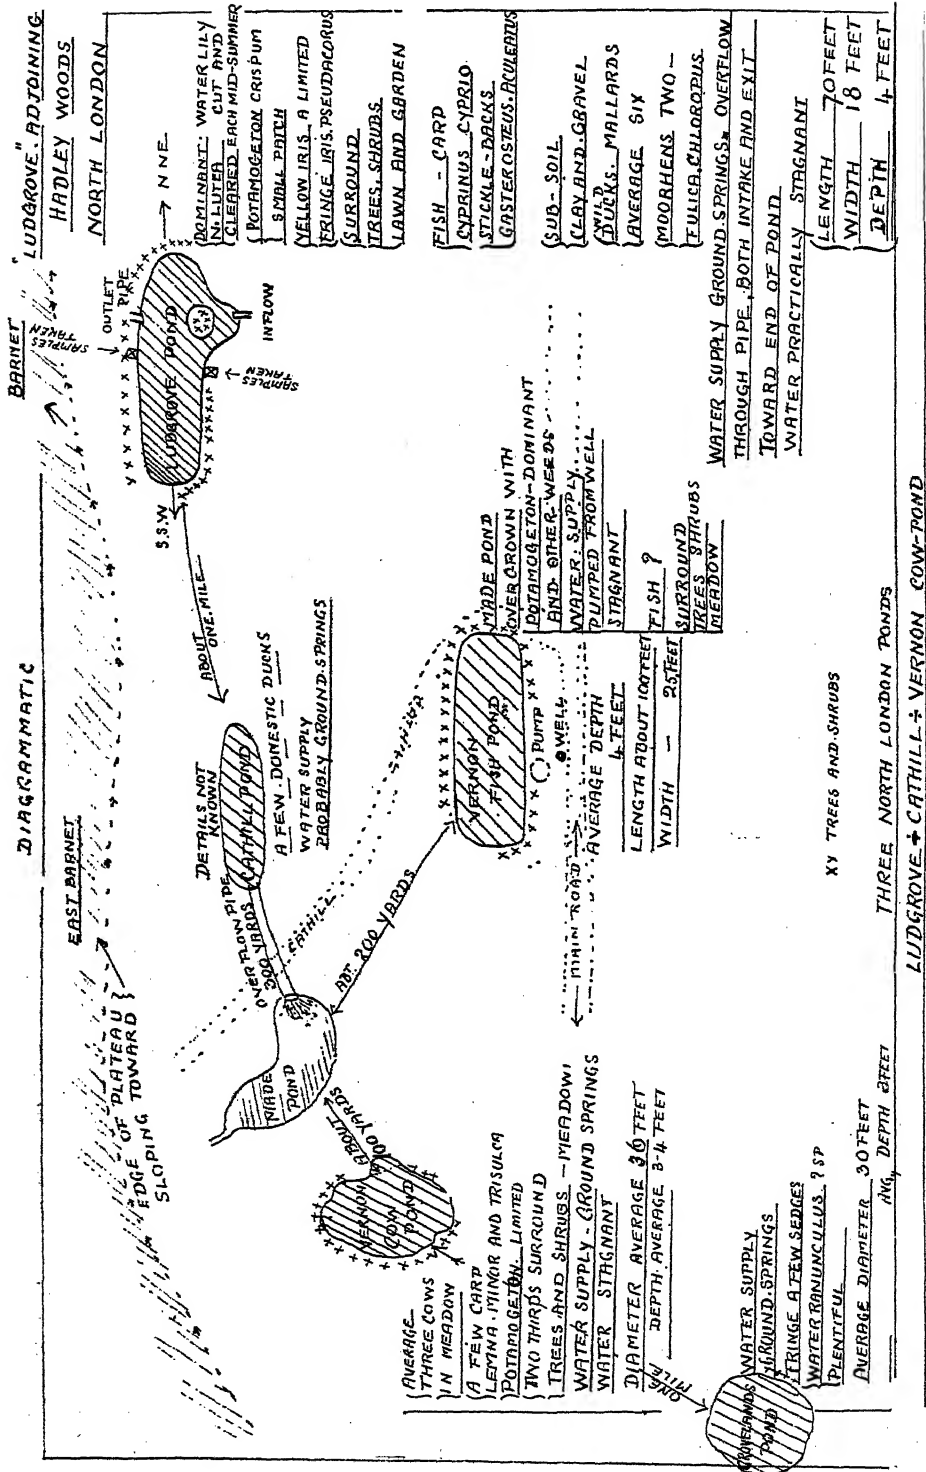 DIAGRAMMATIC
BARNET
"LUDGROVE" ADJOINING
HADLEY WOODS
NORTH LONDON
EAST BARNET
EDGE OF PLATEAU
SLOPING TOWARD
SAMPLES
TAKEN
OUTLET
PIPE
NNE
LUDGROVE POND
S.S.W
INFLOW
SAMPLES
TAKEN
DOMINANT: WATER LILY
N. LUTEA CUT AND
CLEARED EACH MID-SUMMER
POTAMOGETON CRISPUM
SMALL PATCH
YELLOW IRIS A LIMITED
FRINGE IRIS. PSEUDACORUS
SURROUND
TREES, SHRUBS,
LAWN AND GARDEN
FISH - CARD
CYPRINUS CYPRIO
STICKLE-BACKS
GASTEROSTEUS. ACULEATUS
SUB-SOIL
CLAY AND GRAVEL
WILD
DUCKS. MALLARDS
AVERAGE SIX
MOORHENS TWO-
FULICA. CHLOROPUS
WATER SUPPLY GROUND SPRINGS. OVERFLOW
THROUGH PIPE, BOTH INTAKE AND EXIT
TOWARD END OF POND
WATER PRACTICALLY STAGNANT
LENGTH 70 FEET
WIDTH 18 FEET
DEPTH 4 FEET
ABOUT
ONE MILE
DETAILS NOT
KNOWN
CATHILL POND
A FEW DONESTIC DUCKS
WATER SUPPLY
PROBABLY GROUND SPRINGS
OVERFLOW PIPE
300 YARDS
CATHILL
MADE
POND
ABT. 200 YARDS
VERNON
FISH POND
PUMP
WELL
MAIN ROAD
AVERAGE DEPTH
4 FEET
LENGTH ABOUT 100 FEET
WIDTH - 25 FEET
MADE POND
OVERGROWN WITH
POTAMOGETON-DOMINANT
AND OTHER WEEDS
WATER. SUPPLY
PUMPED FROM WELL
STAGNANT
FISH ?
SURROUND
TREES SHRUBS
MEADOW
ABOUT
100 YARDS
VERNON
COW
POND
AVERAGE
THREE COWS
IN MEADOW
A FEW CARP
LEMNA. MINOR AND TRISULCA
POTAMOGETON. LIMITED
TWO THIRDS SURROUND
TREES AND SHRUBS - MEADOW
WATER SUPPLY - GROUND SPRINGS
WATER STAGNANT
DIAMETER AVERAGE 30 FEET
DEPTH. AVERAGE 3-4 FEET
ONE
MILE
GROVELANDS
POND
WATER SUPPLY
GROUND. SPRINGS
FRINGE A FEW SEDGES
WATER RANUNCULUS ? SP
PLENTIFUL
AVERAGE DIAMETER 30 FEET
AVG, DEPTH 2 FEET
XY TREES AND SHRUBS
THREE NORTH LONDON PONDS
LUDGROVE ÷ CATHILL ÷ VERNON COW-POND